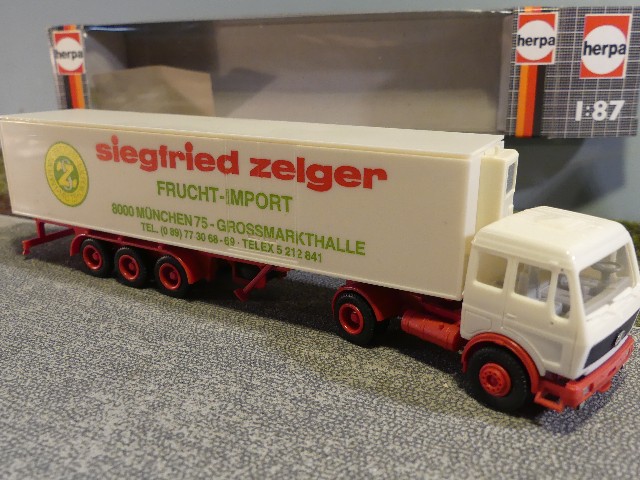 herpa
herpa
herpa
1:87
siegfried zelger
FRUCHT-IMPORT
8000 MÜNCHEN 75 - GROSSMARKTHALLE
TEL. (0 89) 77 30 68-69 · TELEX 5 212 841